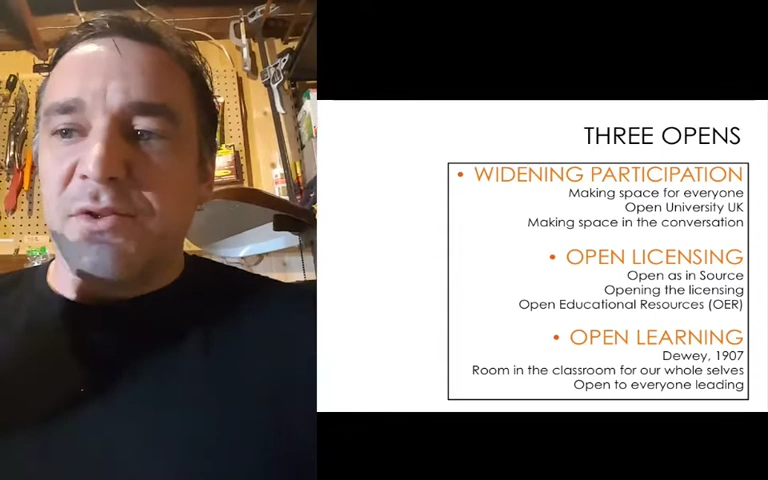 THREE OPENS
• WIDENING PARTICIPATION
Making space for everyone
Open University UK
Making space in the conversation
• OPEN LICENSING
Open as in Source
Opening the licensing
Open Educational Resources (OER)
• OPEN LEARNING
Dewey, 1907
Room in the classroom for our whole selves
Open to everyone leading